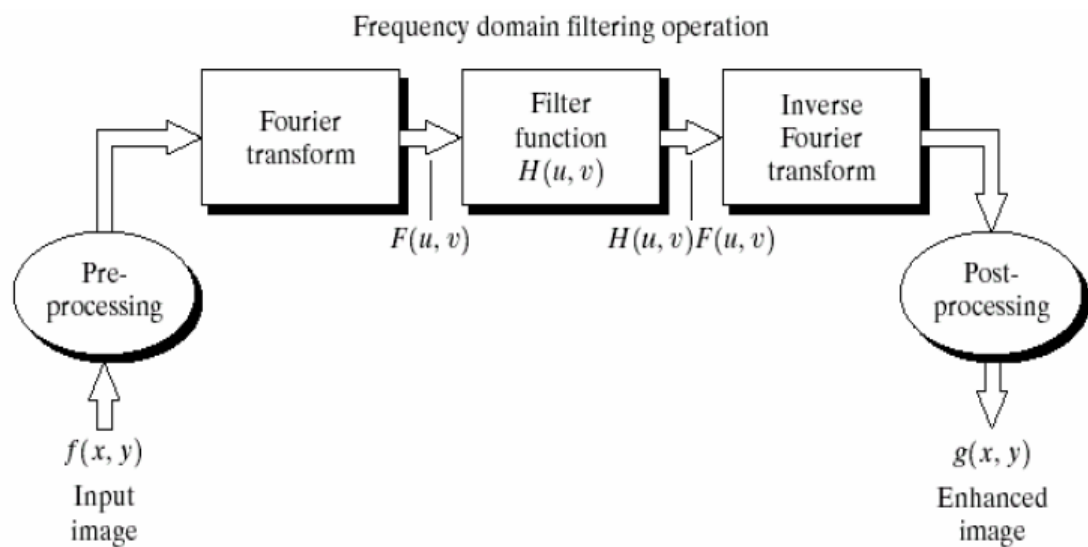 Frequency domain filtering operation
Fourier
transform
Filter
function
H(u, v)
Inverse
Fourier
transform
F(u, v)
H(u, v)F(u, v)
Pre-
processing
Post-
processing
f(x, y)
Input
image
g(x, y)
Enhanced
image